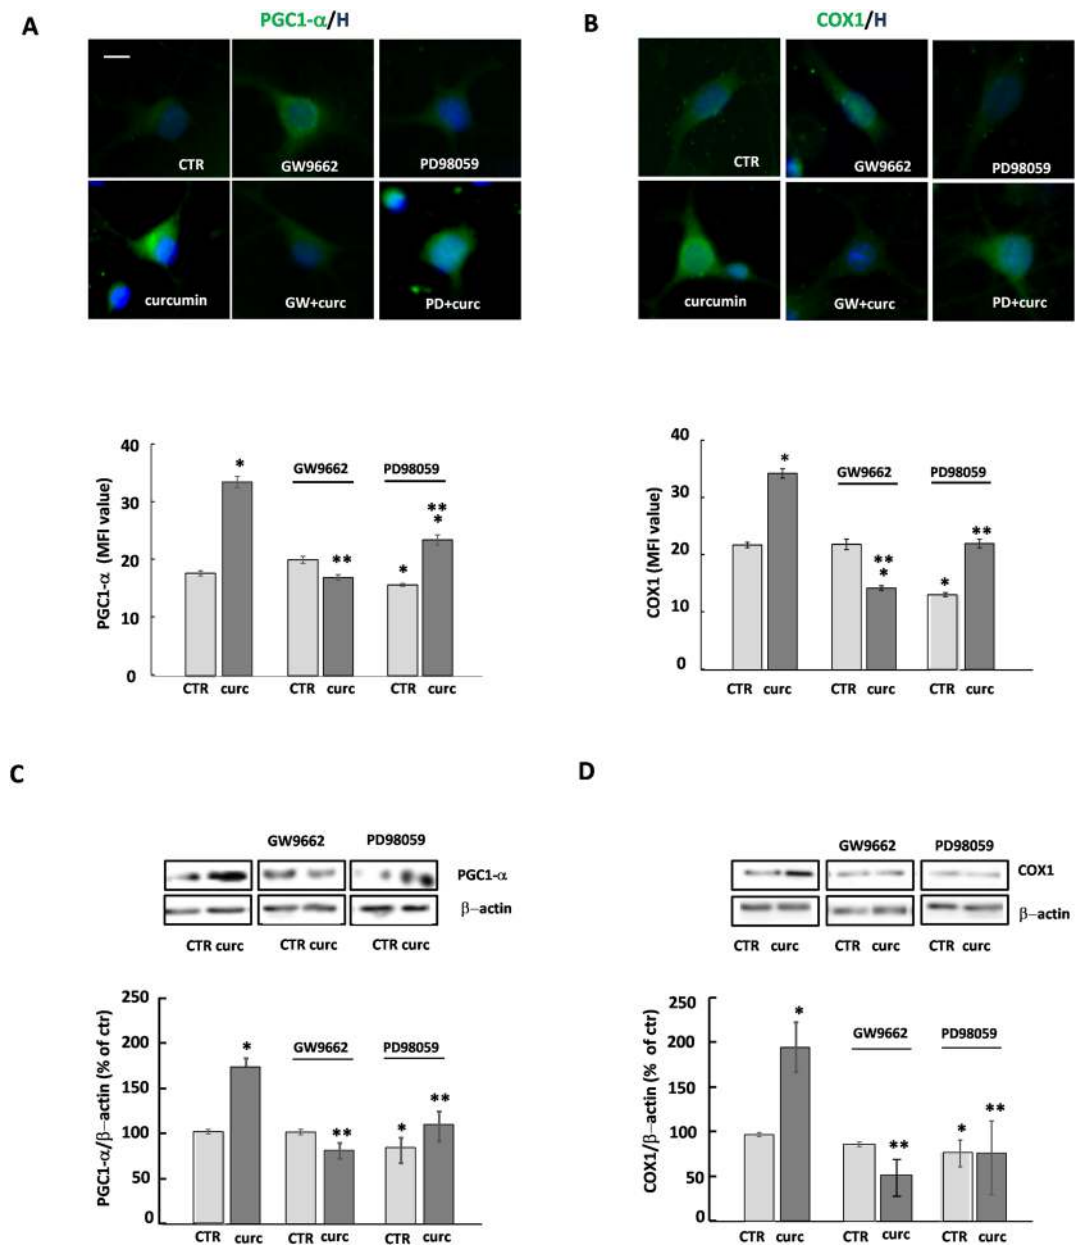 A
PGC1-α/H
CTR
GW9662
PD98059
curcumin
GW+curc
PD+curc
B
COX1/H
CTR
GW9662
PD98059
curcumin
GW+curc
PD+curc
PGC1-α (MFI value)
40
30
20
10
0
*
GW9662
**
PD98059
*
**
*
CTR curc
CTR curc
CTR curc
COX1 (MFI value)
40
30
20
10
0
*
GW9662
**
*
PD98059
*
**
CTR curc
CTR curc
CTR curc
C
GW9662
PD98059
PGC1-α
β-actin
CTR curc
CTR curc
CTR curc
PGC1-α/β-actin (% of ctr)
250
200
150
100
50
0
*
GW9662
**
PD98059
*
**
CTR curc
CTR curc
CTR curc
D
GW9662
PD98059
COX1
β-actin
CTR curc
CTR curc
CTR curc
COX1/β-actin (% of ctr)
250
200
150
100
50
0
*
GW9662
**
PD98059
*
**
CTR curc
CTR curc
CTR curc